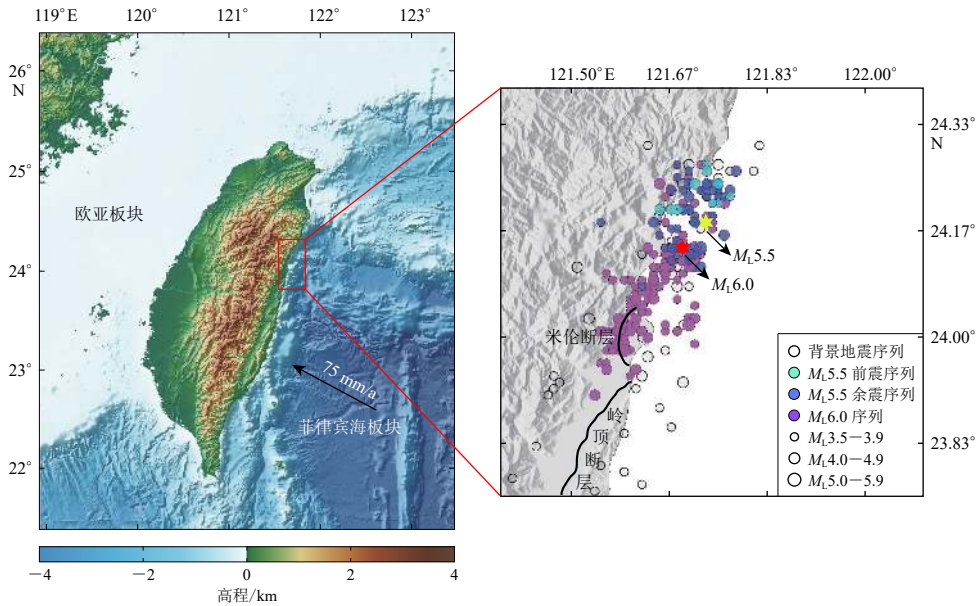 119°E
120°
121°
122°
123°
26°
N
25°
24°
23°
22°
欧亚板块
75 mm/a
菲律宾海板块
−4
−2
0
2
4
高程/km
121.50°E
121.67°
121.83°
122.00°
24.33°
N
24.17°
24.00°
23.83°
ML5.5
ML6.0
米伦断层
岭顶断层
背景地震序列
ML5.5 前震序列
ML5.5 余震序列
ML6.0 序列
ML3.5−3.9
ML4.0−4.9
ML5.0−5.9